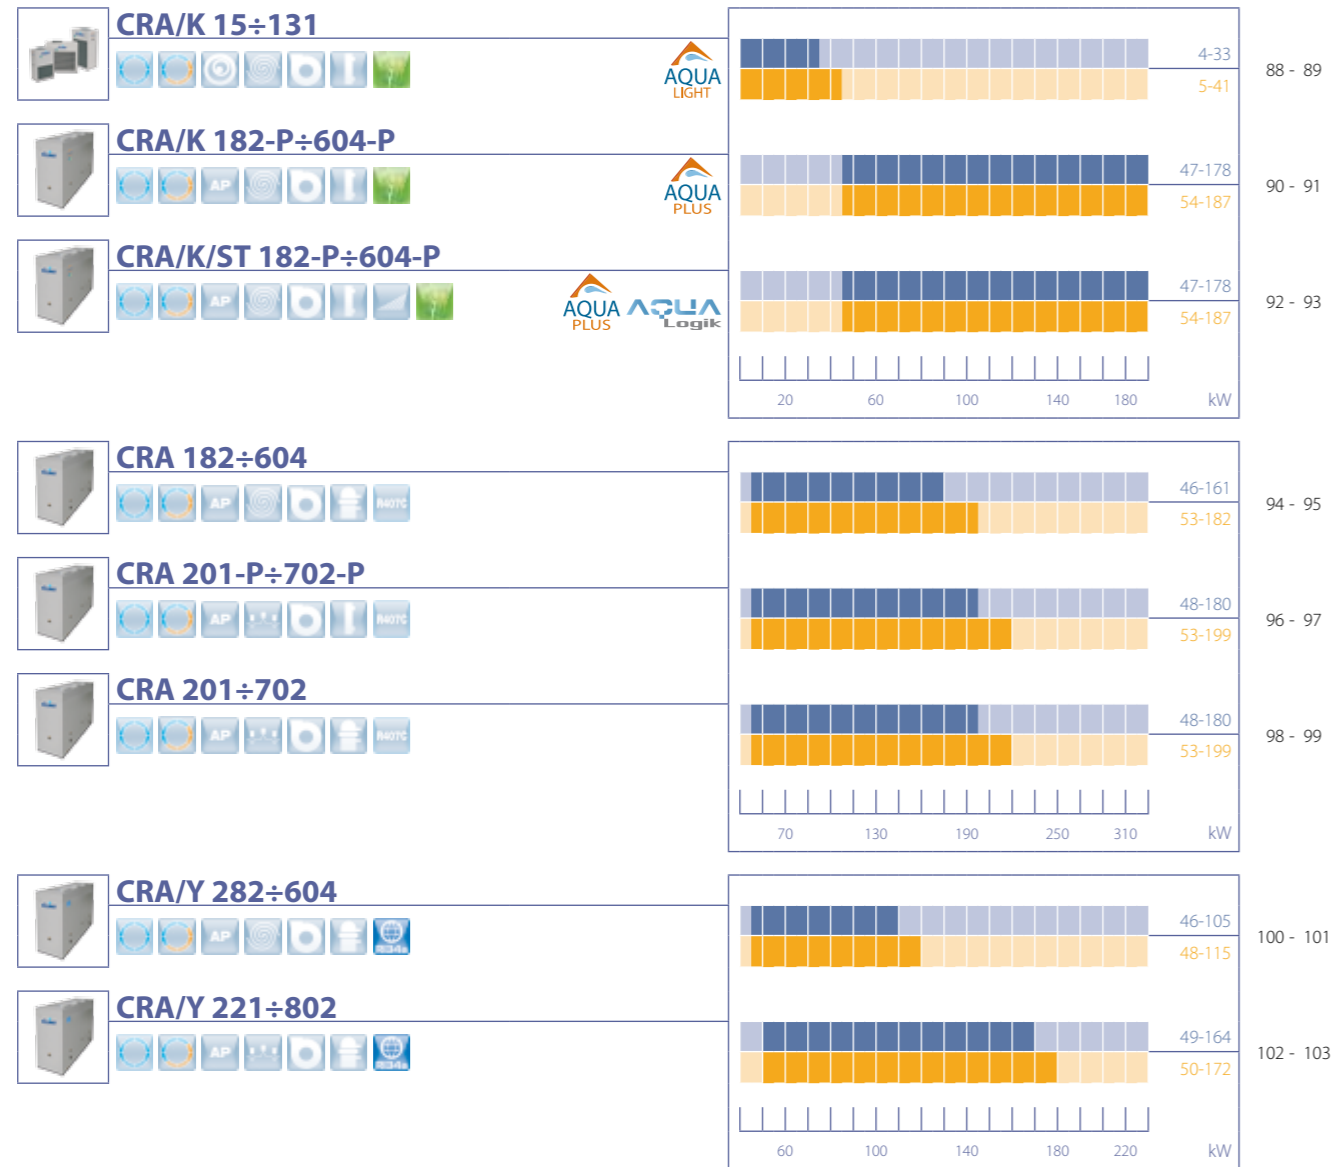 CRA/K 15÷131
AQUA
LIGHT
4-33
5-41
88 - 89
CRA/K 182-P÷604-P
AP
AQUA
PLUS
47-178
54-187
90 - 91
CRA/K/ST 182-P÷604-P
AP
AQUA
PLUS
AQUA
Logik
47-178
54-187
92 - 93
20 60 100 140 180 kW
CRA 182÷604
AP
R407C
46-161
53-182
94 - 95
CRA 201-P÷702-P
AP
R407C
48-180
53-199
96 - 97
CRA 201÷702
AP
R407C
48-180
53-199
98 - 99
70 130 190 250 310 kW
CRA/Y 282÷604
AP
R134a
46-105
48-115
100 - 101
CRA/Y 221÷802
AP
R134a
49-164
50-172
102 - 103
60 100 140 180 220 kW